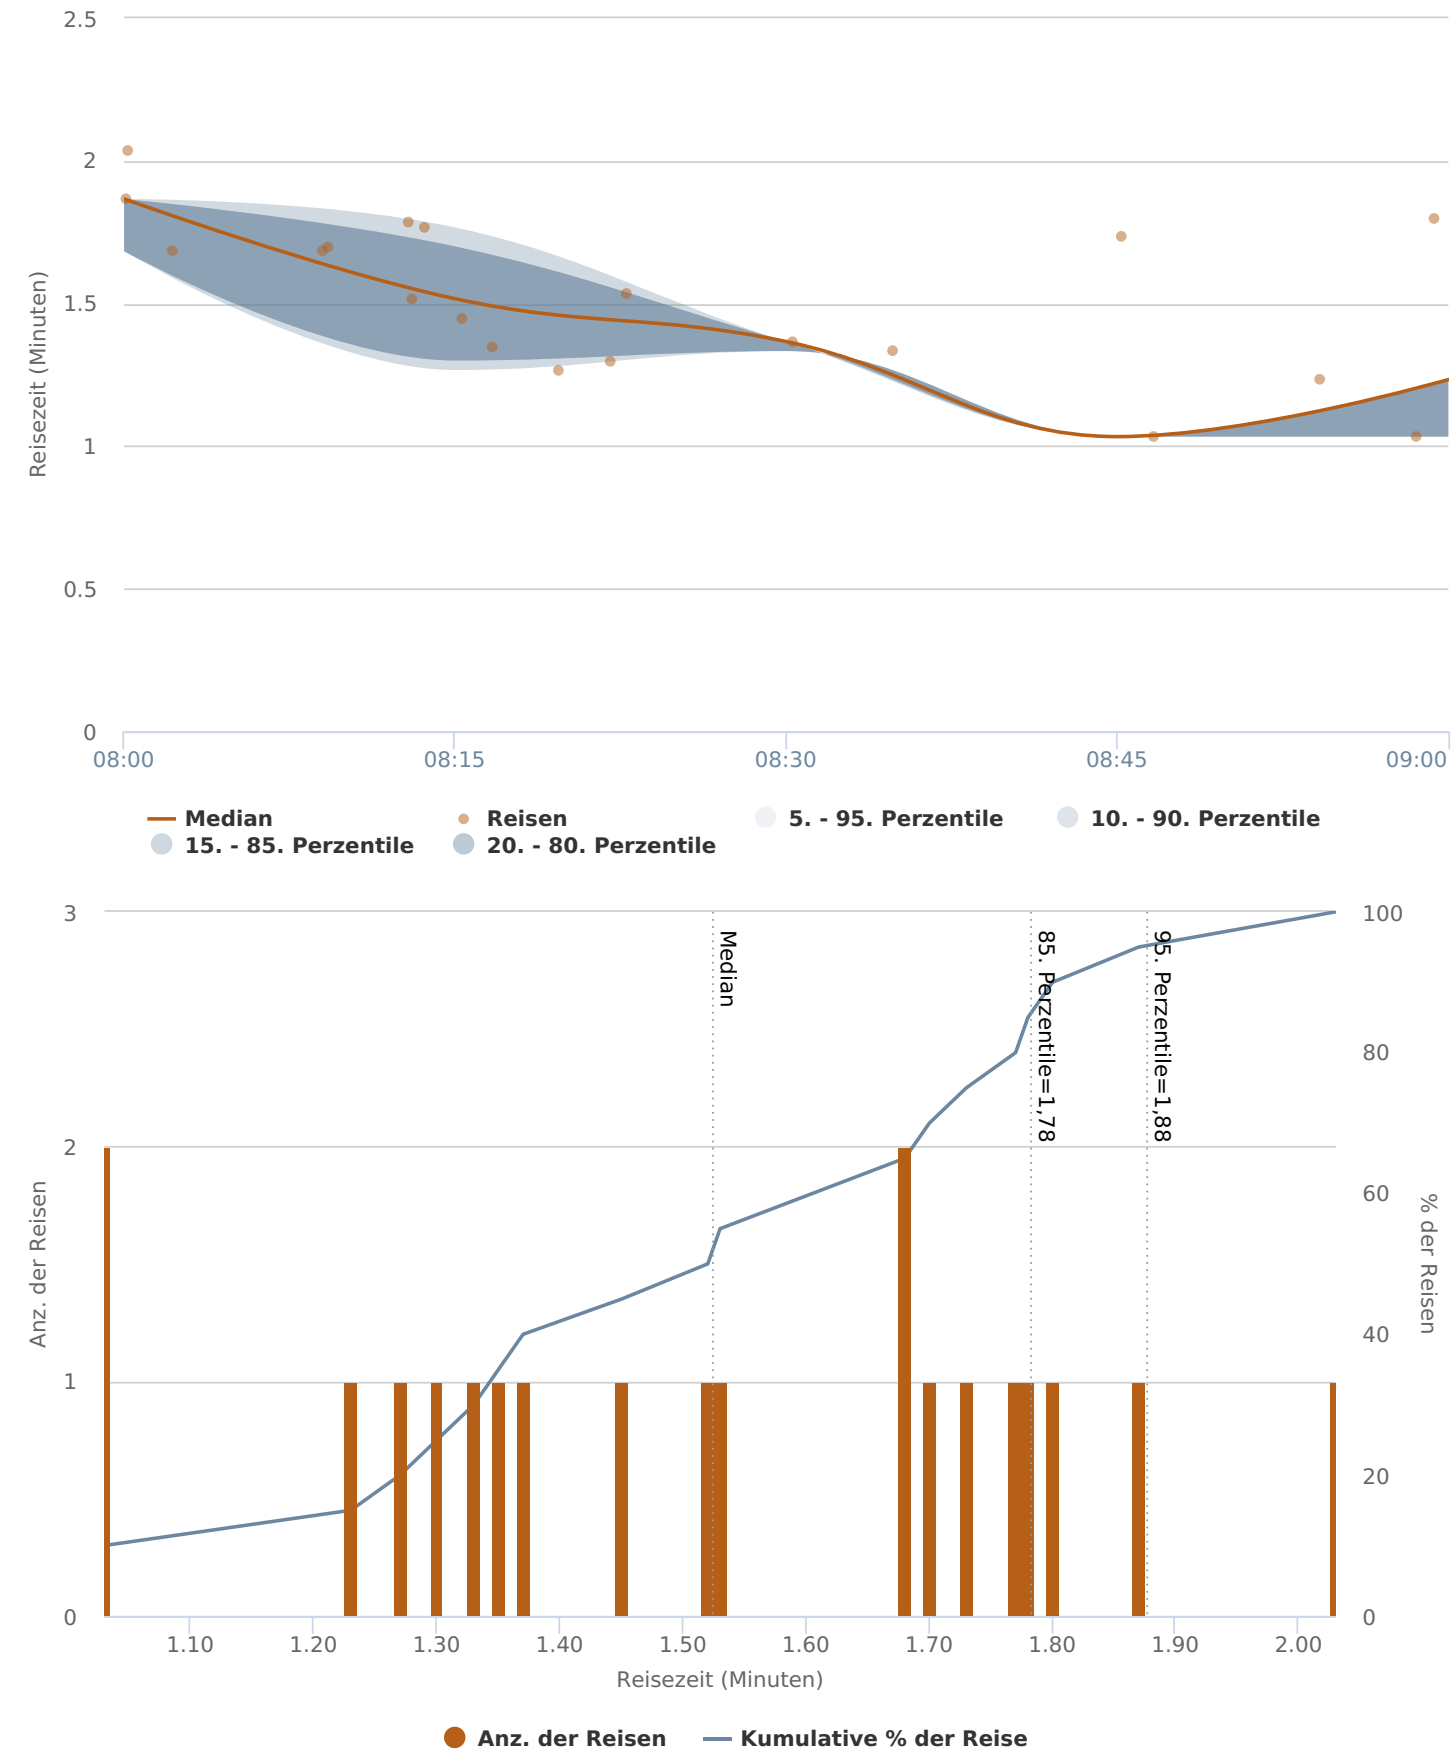 2.5
2
1.5
1
0.5
0
Reisezeit (Minuten)
08:00 08:15 08:30 08:45 09:00
Median Reisen 5. - 95. Perzentile 10. - 90. Perzentile
15. - 85. Perzentile 20. - 80. Perzentile
3
2
1
0
Anz. der Reisen
Median
85. Perzentile=1,78
95. Perzentile=1,88
100
80
60
40
20
0
% der Reisen
1.10 1.20 1.30 1.40 1.50 1.60 1.70 1.80 1.90 2.00
Reisezeit (Minuten)
Anz. der Reisen Kumulative % der Reise